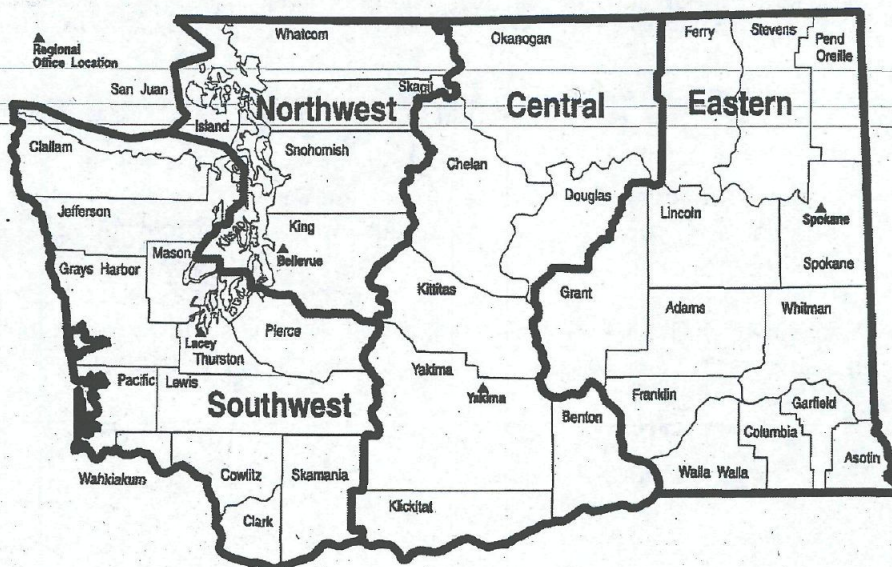 Regional
Office Location
San Juan
Whatcom
Skagit
Northwest
Island
Snohomish
King
Bellevue
Kitsap
Okanogan
Central
Chelan
Douglas
Kittitas
Yakima
Yakima
Benton
Klickitat
Ferry
Stevens
Pend
Oreille
Eastern
Lincoln
Spokane
Spokane
Grant
Adams
Whitman
Franklin
Garfield
Columbia
Walla Walla
Asotin
Clallam
Jefferson
Mason
Grays Harbor
Lacey
Thurston
Pierce
Pacific
Lewis
Southwest
Wahkiakum
Cowlitz
Skamania
Clark